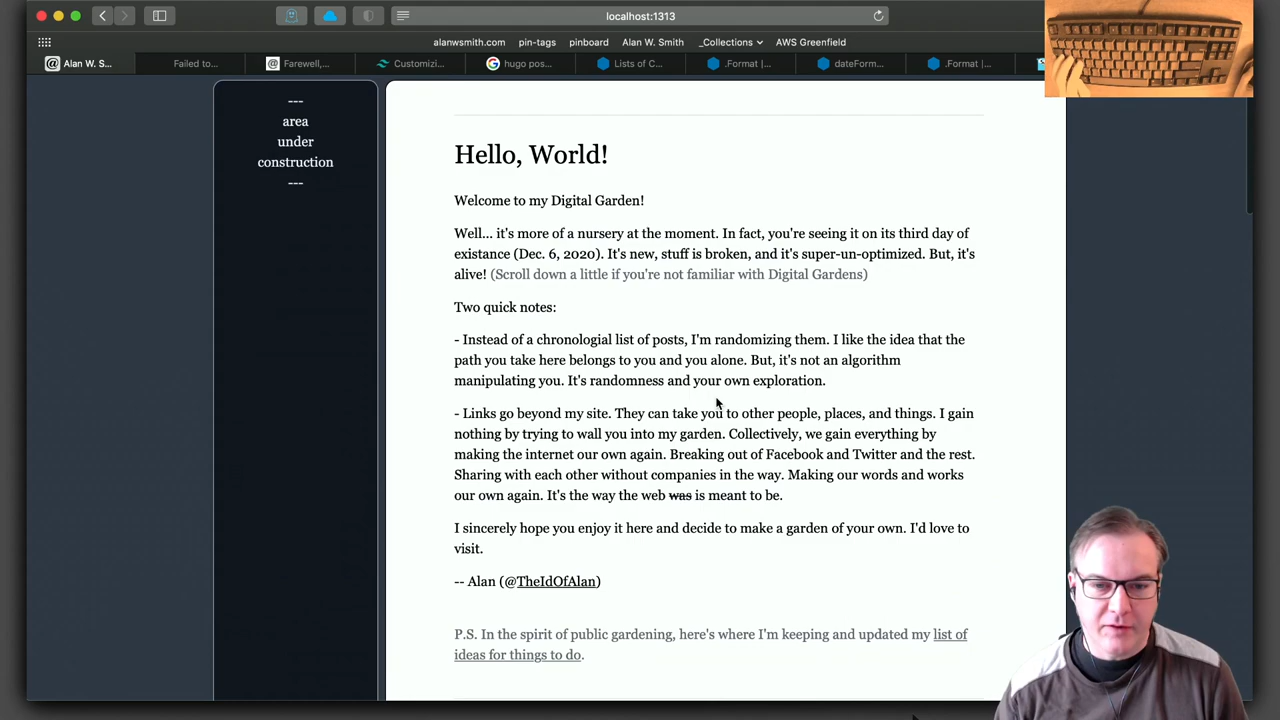 localhost:1313
alanwsmith.com pin-tags pinboard Alan W. Smith _Collections AWS Greenfield
@ Alan W. S... Failed to... @ Farewell,... Customizi... G hugo pos... Lists of C... .Format |... dateForm... .Format |...
---
area
under
construction
---
Hello, World!
Welcome to my Digital Garden!
Well... it's more of a nursery at the moment. In fact, you're seeing it on its third day of
existance (Dec. 6, 2020). It's new, stuff is broken, and it's super-un-optimized. But, it's
alive! (Scroll down a little if you're not familiar with Digital Gardens)
Two quick notes:
- Instead of a chronologial list of posts, I'm randomizing them. I like the idea that the
path you take here belongs to you and you alone. But, it's not an algorithm
manipulating you. It's randomness and your own exploration.
- Links go beyond my site. They can take you to other people, places, and things. I gain
nothing by trying to wall you into my garden. Collectively, we gain everything by
making the internet our own again. Breaking out of Facebook and Twitter and the rest.
Sharing with each other without companies in the way. Making our words and works
our own again. It's the way the web was is meant to be.
I sincerely hope you enjoy it here and decide to make a garden of your own. I'd love to
visit.
-- Alan (@TheIdOfAlan)
P.S. In the spirit of public gardening, here's where I'm keeping and updated my list of
ideas for things to do.